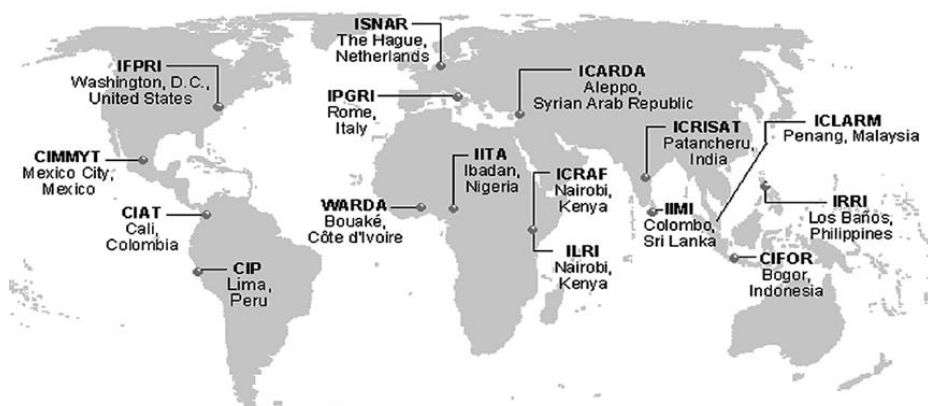 ISNAR
The Hague,
Netherlands
IFPRI
Washington, D.C.,
United States
IPGRI
Rome,
Italy
ICARDA
Aleppo,
Syrian Arab Republic
ICRISAT
Patancheru,
India
ICLARM
Penang, Malaysia
CIMMYT
Mexico City,
Mexico
IITA
Ibadan,
Nigeria
ICRAF
Nairobi,
Kenya
WARDA
Bouaké,
Côte d'Ivoire
IIMI
Colombo,
Sri Lanka
IRRI
Los Baños,
Philippines
CIAT
Cali,
Colombia
ILRI
Nairobi,
Kenya
CIFOR
Bogor,
Indonesia
CIP
Lima,
Peru